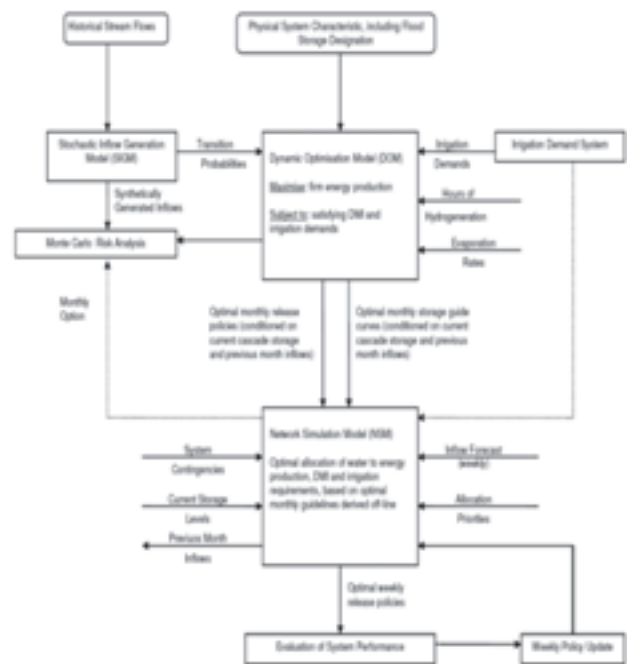 Historical Stream Flows
Physical System Characteristic, including Flood
Storage Designation
Stochastic Inflow Generation
Model (SIGM)
Transition
Probabilities
Dynamic Optimisation Model (DOM)
Maximise: firm energy production
Subject to: satisfying DMI and
irrigation demands
Irrigation
Demands
Irrigation Demand System
Synthetically
Generated Inflows
Hours of
Hydrogeneration
Monte Carlo Risk Analysis
Evaporation
Rates
Monthly
Option
Optimal monthly release
policies (conditioned on
current cascade storage
and previous month inflows)
Optimal monthly storage guide
curves (conditioned on current
cascade storage and previous
month inflows)
Network Simulation Model (NSM)
Optimal allocation of water to energy
production, DMI and irrigation
requirements, based on optimal
monthly guidelines derived off-line
System
Contingencies
Inflow Forecast
(weekly)
Current Storage
Levels
Allocation
Priorities
Previous Month
Inflows
Optimal weekly
release policies
Evaluation of System Performance
Weekly Policy Update